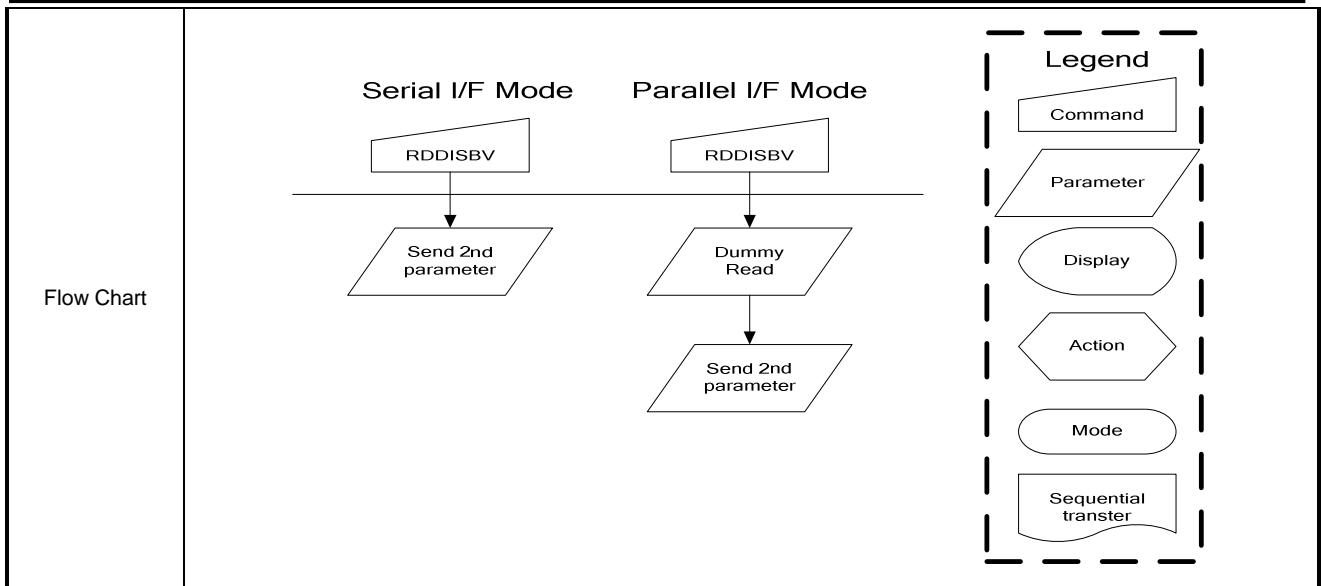 Flow Chart
Serial I/F Mode
RDDISBV
Send 2nd
parameter
Parallel I/F Mode
RDDISBV
Dummy
Read
Send 2nd
parameter
Legend
Command
Parameter
Display
Action
Mode
Sequential
transter